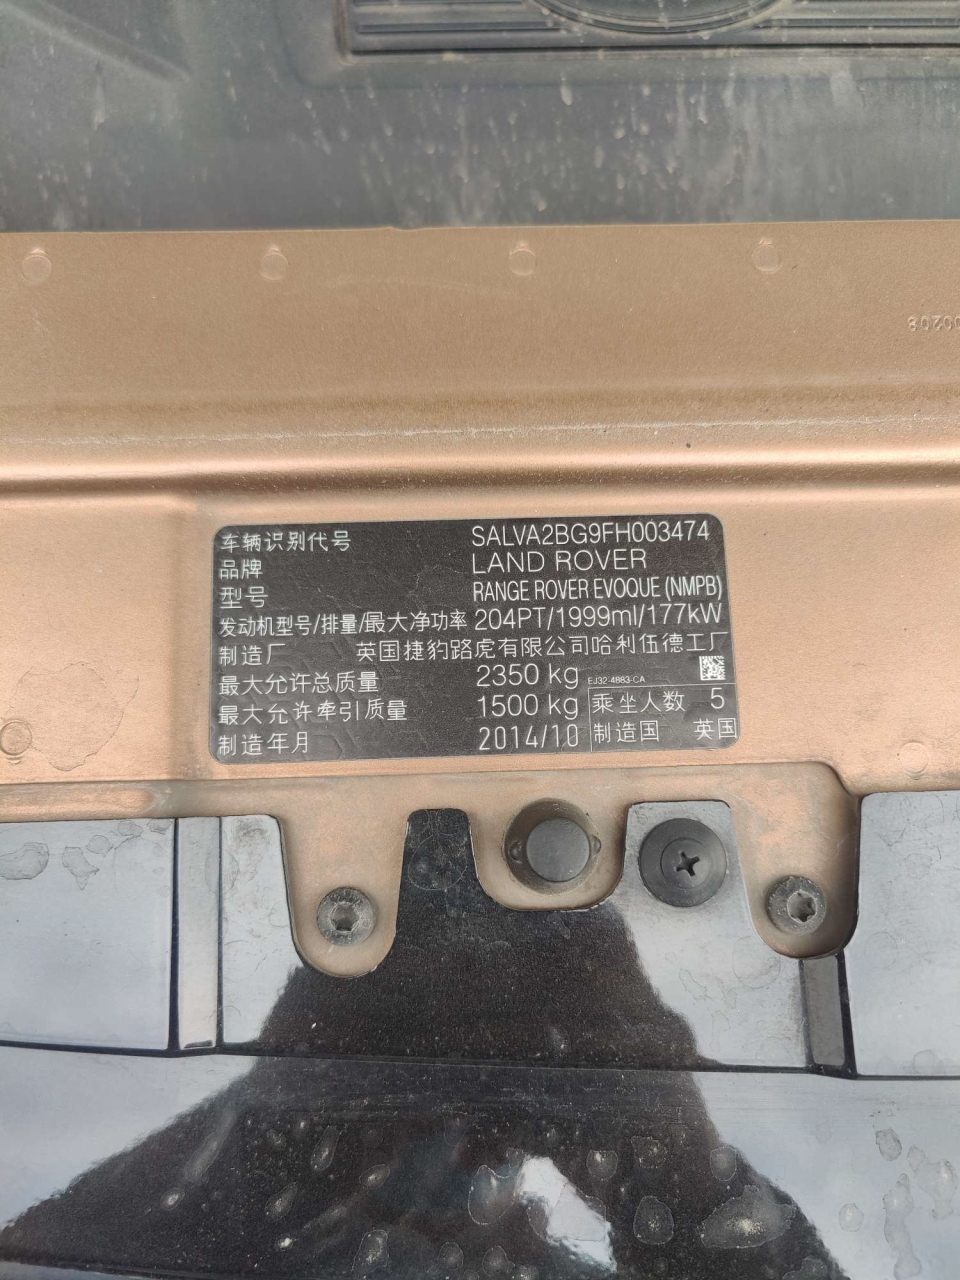 00208
车辆识别代号 SALVA2BG9FH003474
品牌 LAND ROVER
型号 RANGE ROVER EVOQUE (NMPB)
发动机型号/排量/最大净功率 204PT/1999ml/177kW
制造厂 英国捷豹路虎有限公司哈利伍德工厂
最大允许总质量 2350 kg EJ32-4883-CA
最大允许牵引质量 1500 kg 乘坐人数 5
制造年月 2014/10 制造国 英国